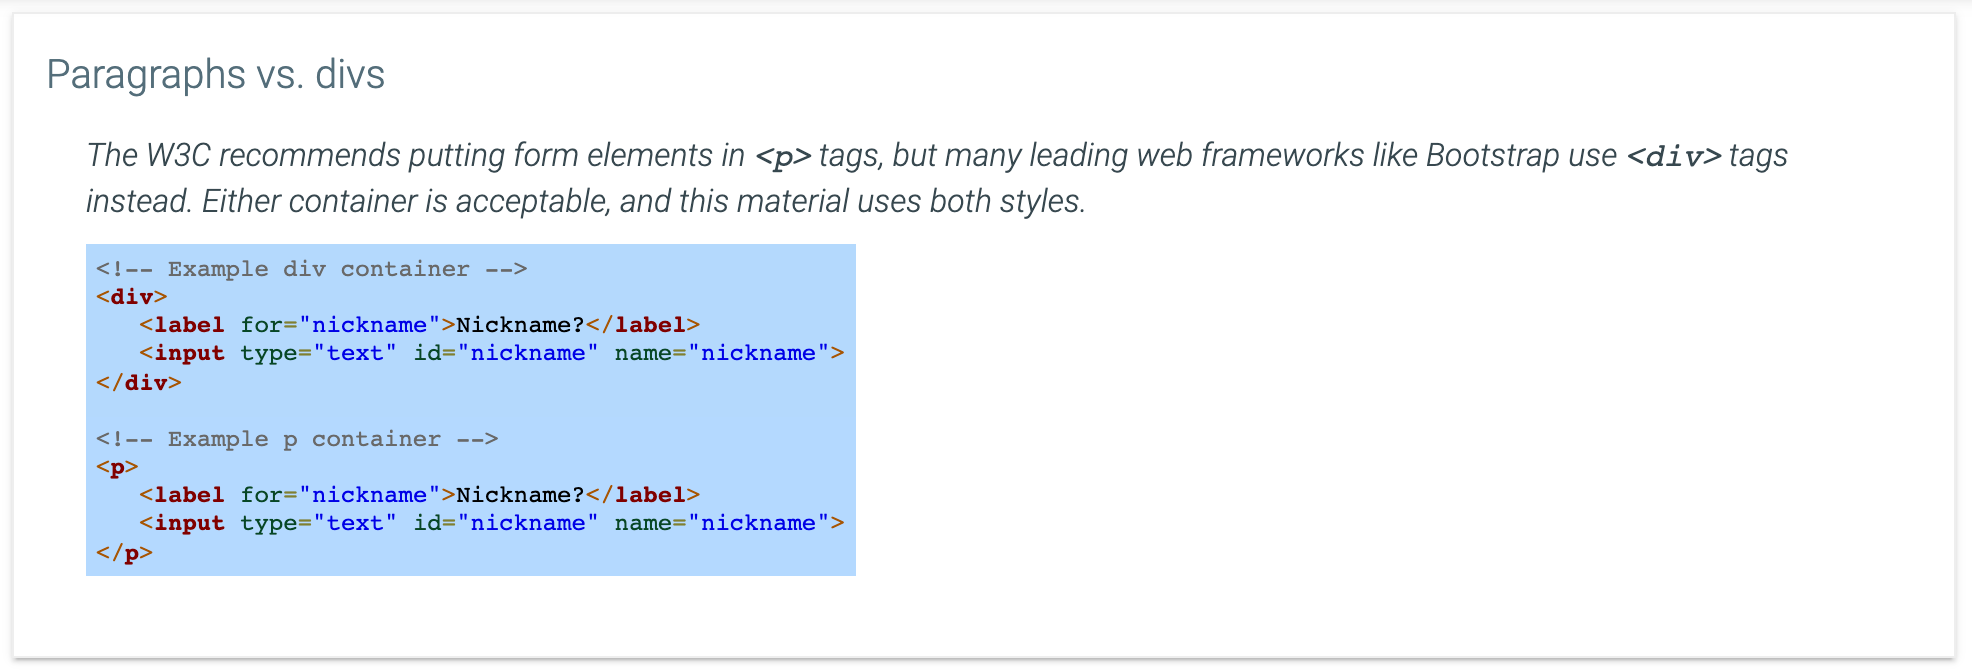 Paragraphs vs. divs
The W3C recommends putting form elements in <p> tags, but many leading web frameworks like Bootstrap use <div> tags
instead. Either container is acceptable, and this material uses both styles.
<!-- Example div container -->
<div>
   <label for="nickname">Nickname?</label>
   <input type="text" id="nickname" name="nickname">
</div>
<!-- Example p container -->
<p>
   <label for="nickname">Nickname?</label>
   <input type="text" id="nickname" name="nickname">
</p>